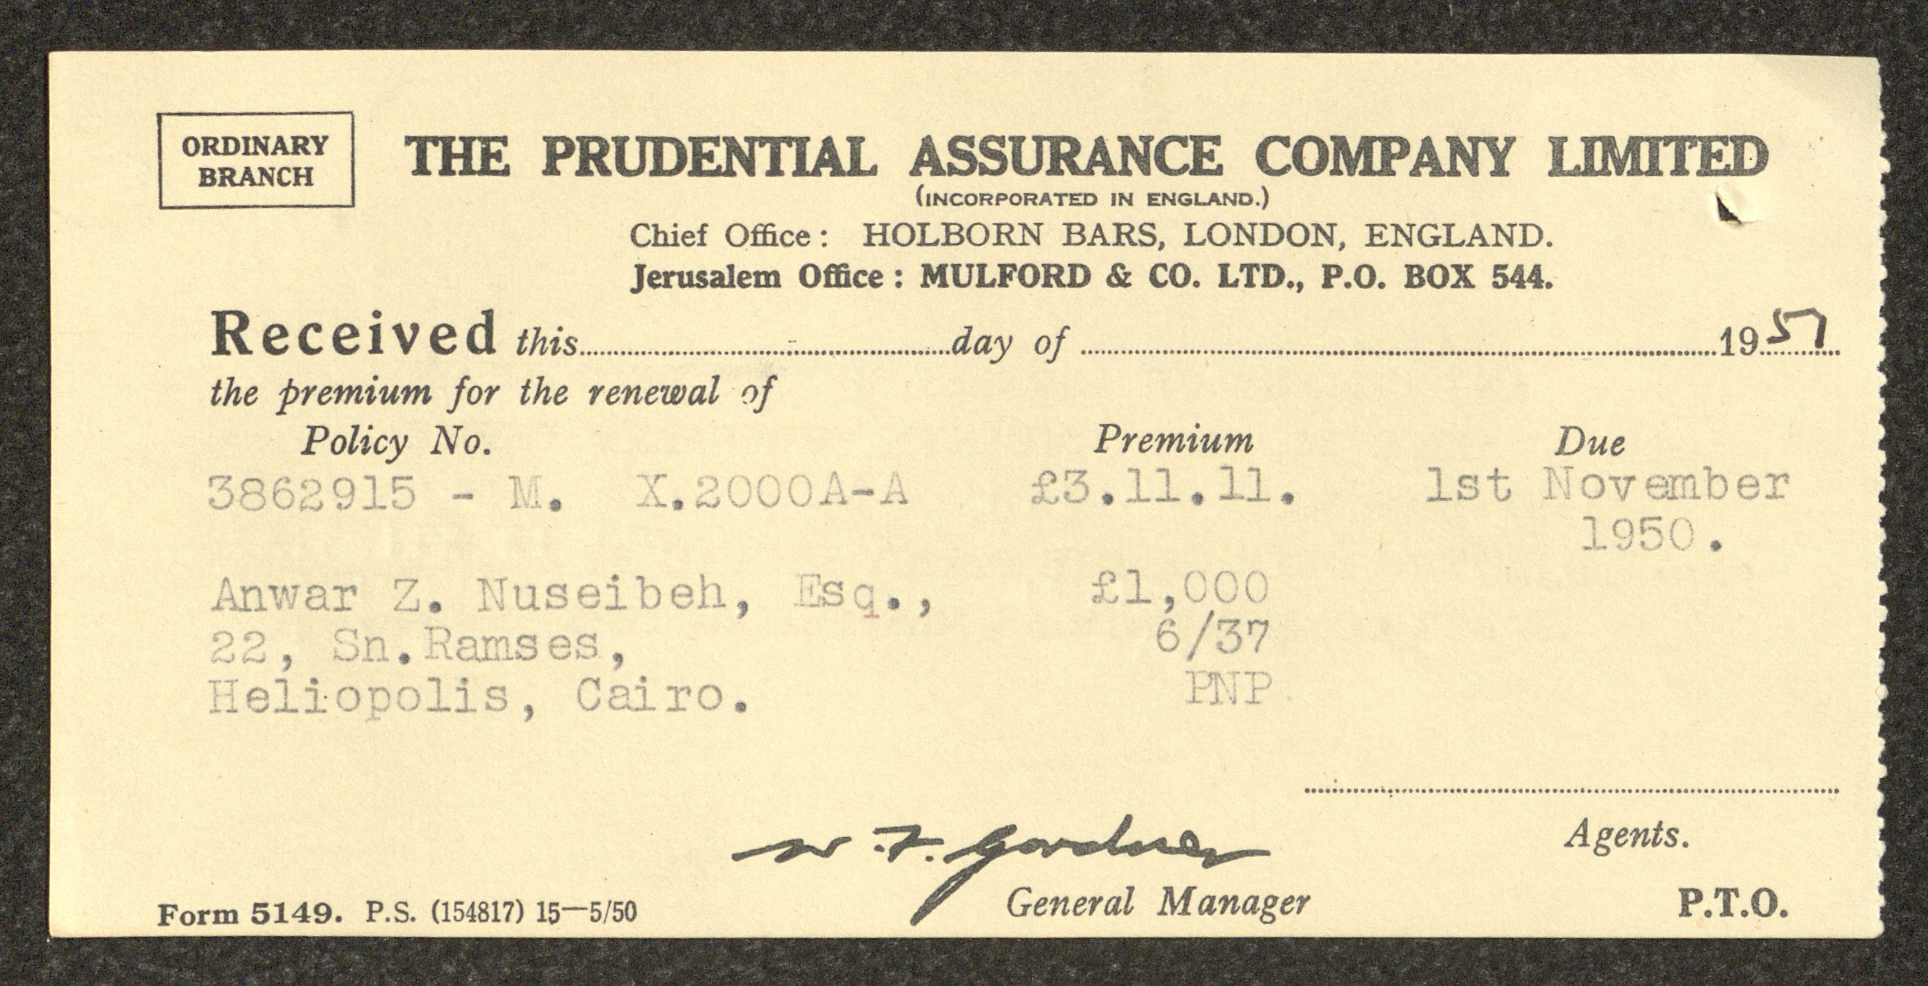 ORDINARY BRANCH
THE PRUDENTIAL ASSURANCE COMPANY LIMITED
(INCORPORATED IN ENGLAND.)
Chief Office : HOLBORN BARS, LONDON, ENGLAND.
Jerusalem Office : MULFORD & CO. LTD., P.O. BOX 544.
Received this..............................day of ..............................1951
the premium for the renewal of
Policy No. Premium Due
3862915 - M. X.2000A-A £3.11.11. 1st November
1950.
Anwar Z. Nuseibeh, Esq., £1,000
22, Sn.Ramses, 6/37
Heliopolis, Cairo. PNP
W. F. Gardner
Agents.
General Manager
Form 5149. P.S. (154817) 15—5/50 P.T.O.